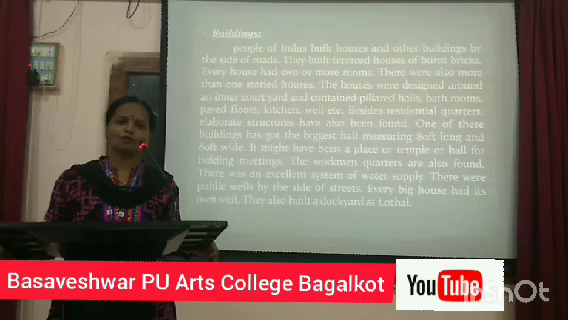 Buildings:
people of Indus built houses and other buildings by
the side of roads. They built terraced houses of burnt bricks.
Every house had two or more rooms. There were also more
than one storied houses. The houses were designed around
an inner court yard and contained pillared halls, bath rooms,
paved floors, kitchen, well etc. Besides residential quarters,
elaborate structures have also been found. One of these
buildings has got the biggest hall measuring 80ft long and
80ft wide. It might have been a place or temple or hall for
holding meetings. The workmen quarters are also found.
There was an excellent system of water supply. There were
public wells by the side of streets. Every big house had its
own well. They also built a dockyard at Lothal.
Basaveshwar PU Arts College Bagalkot
YouTube
InShOt